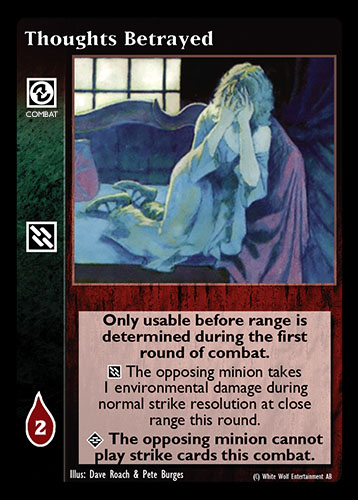 Thoughts Betrayed
COMBAT
Only usable before range is
determined during the first
round of combat.
The opposing minion takes
1 environmental damage during
normal strike resolution at close
range this round.
The opposing minion cannot
play strike cards this combat.
2
Illus: Dave Roach & Pete Burges
(C) White Wolf Entertainment AB